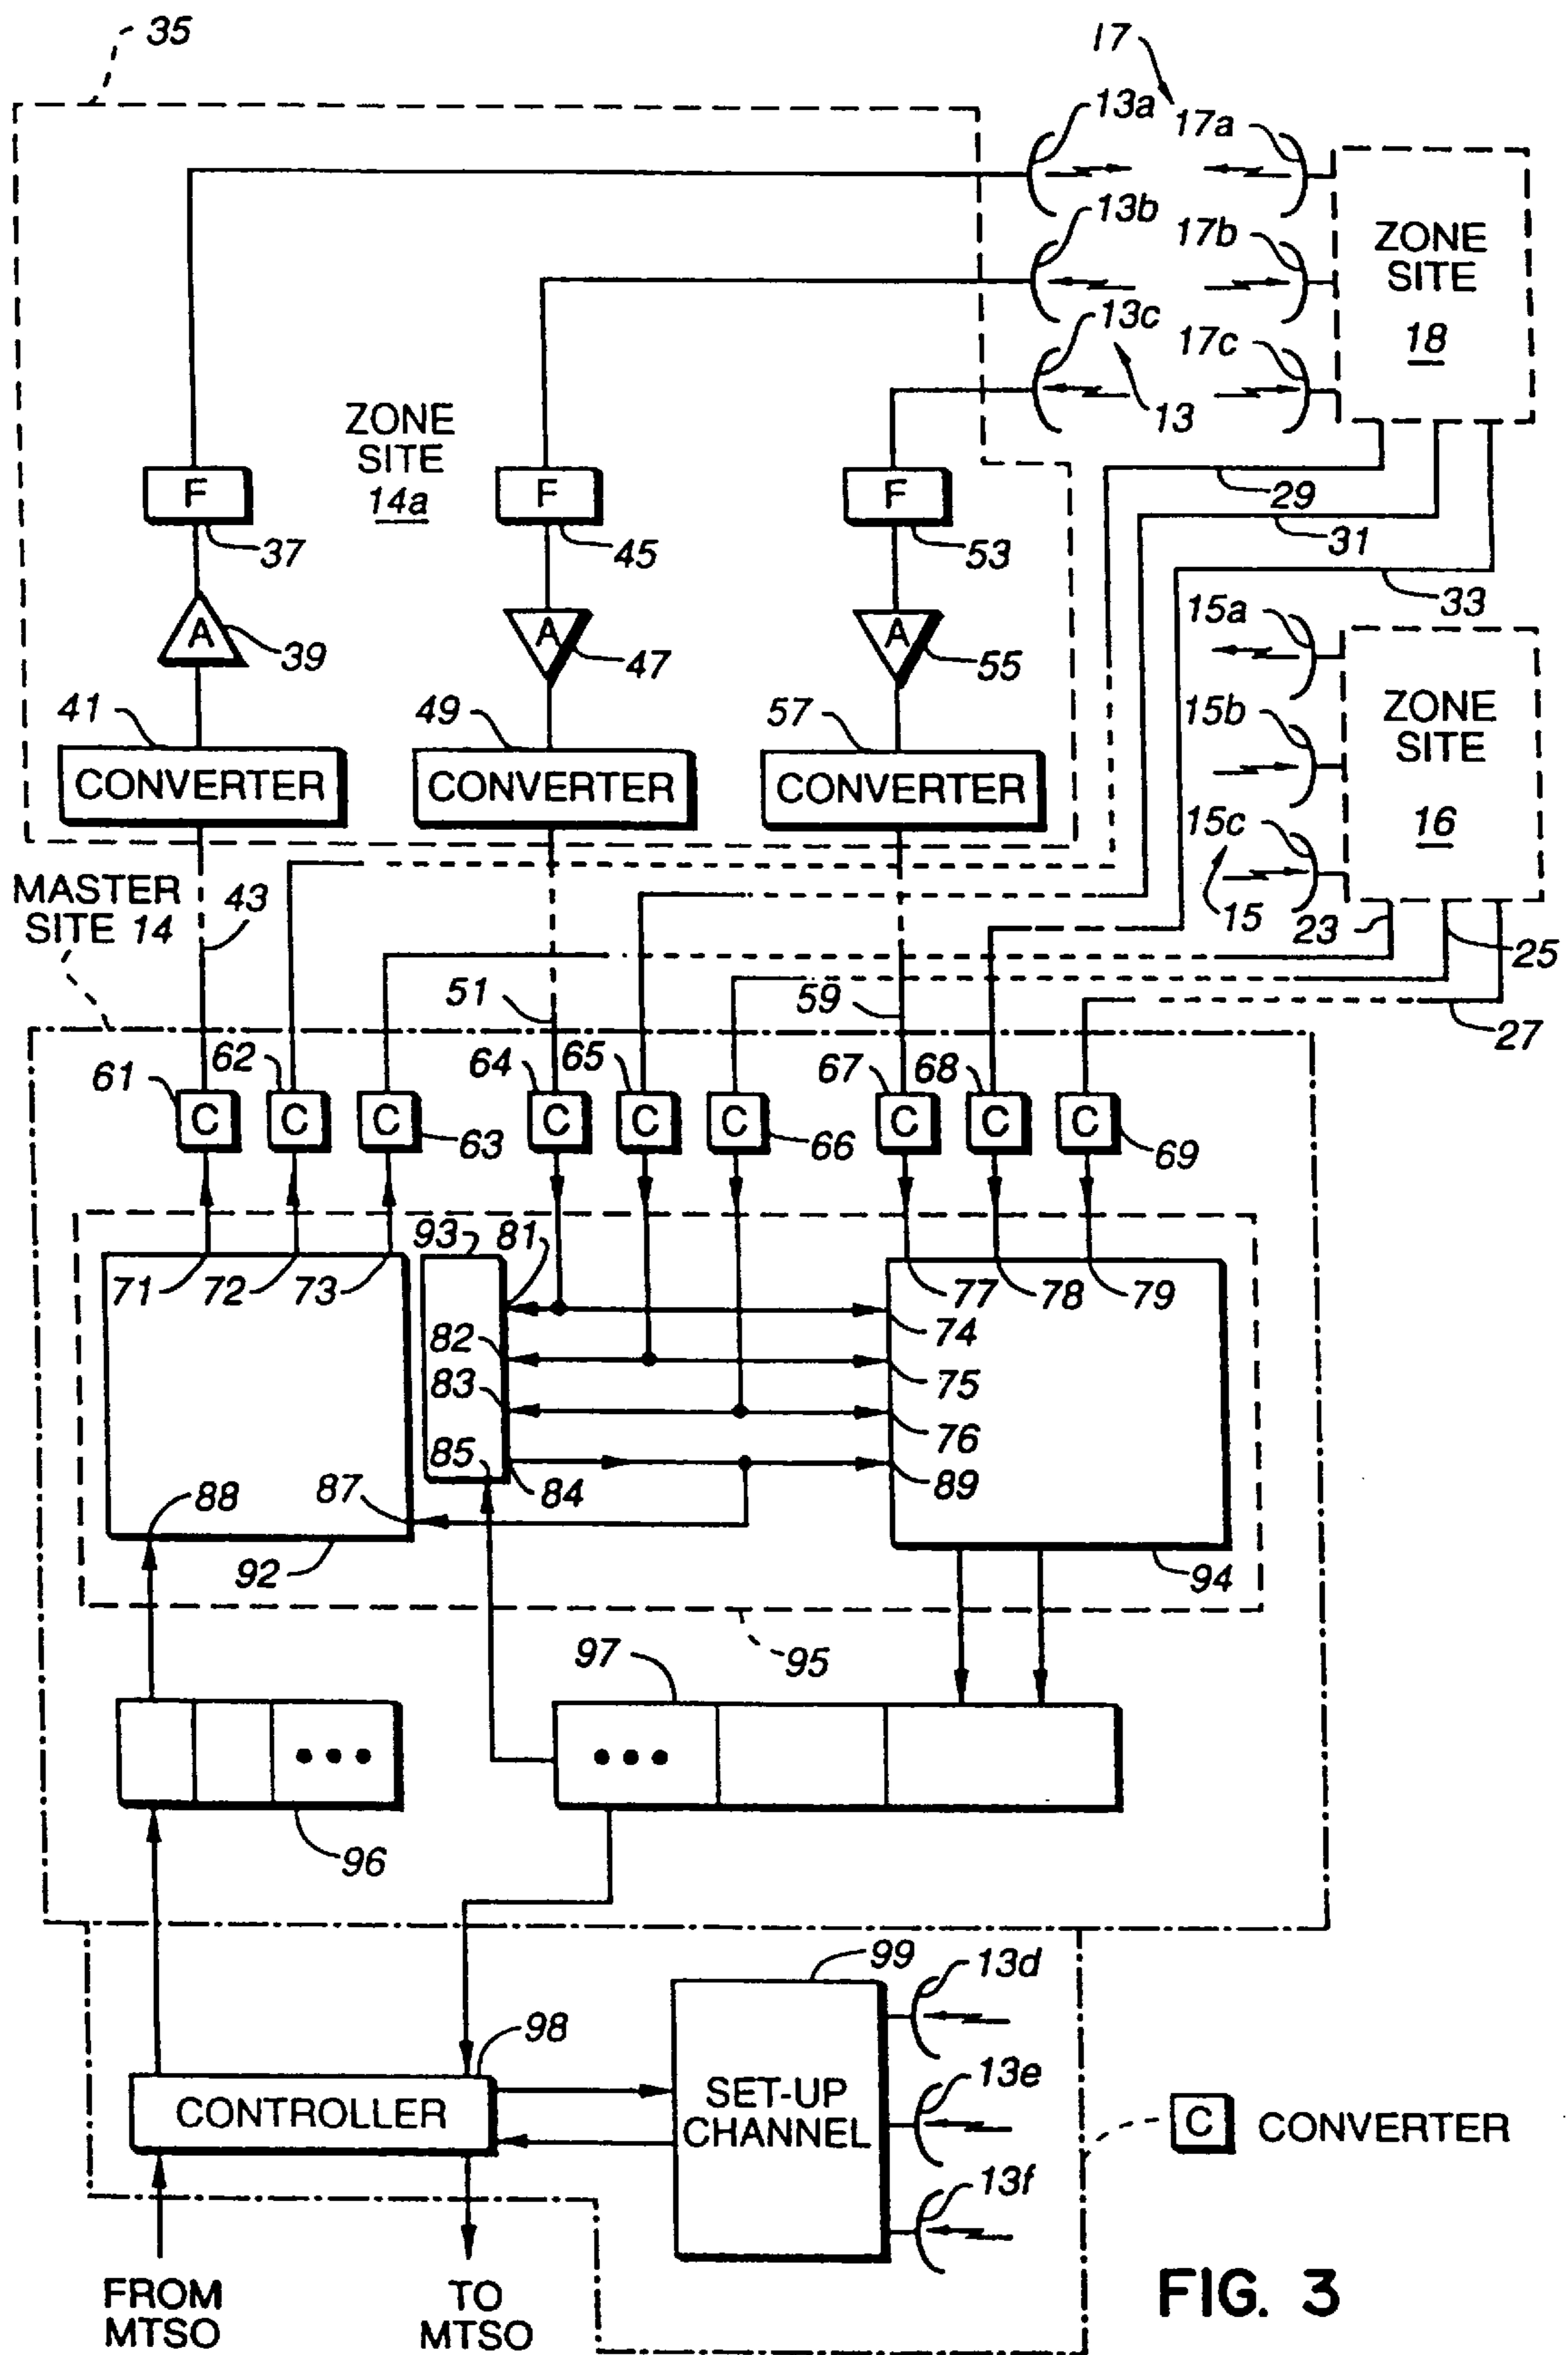 35
17
13a
17a
13b
17b
ZONE
SITE
18
13c
17c
13
ZONE
SITE
14a
F
37
F
45
F
53
29
31
33
A
39
A
47
A
55
15a
15b
ZONE
SITE
16
15c
15
41
CONVERTER
49
CONVERTER
57
CONVERTER
MASTER
SITE 14
43
51
59
23
25
27
61
C
62
C
C
63
64
C
65
C
C
66
67
C
68
C
C
69
71
72
73
93
81
82
83
85
84
77
78
79
74
75
76
89
88
87
92
94
95
97
96
99
13d
98
CONTROLLER
SET-UP
CHANNEL
13e
13f
C CONVERTER
FROM
MTSO
TO
MTSO
FIG. 3